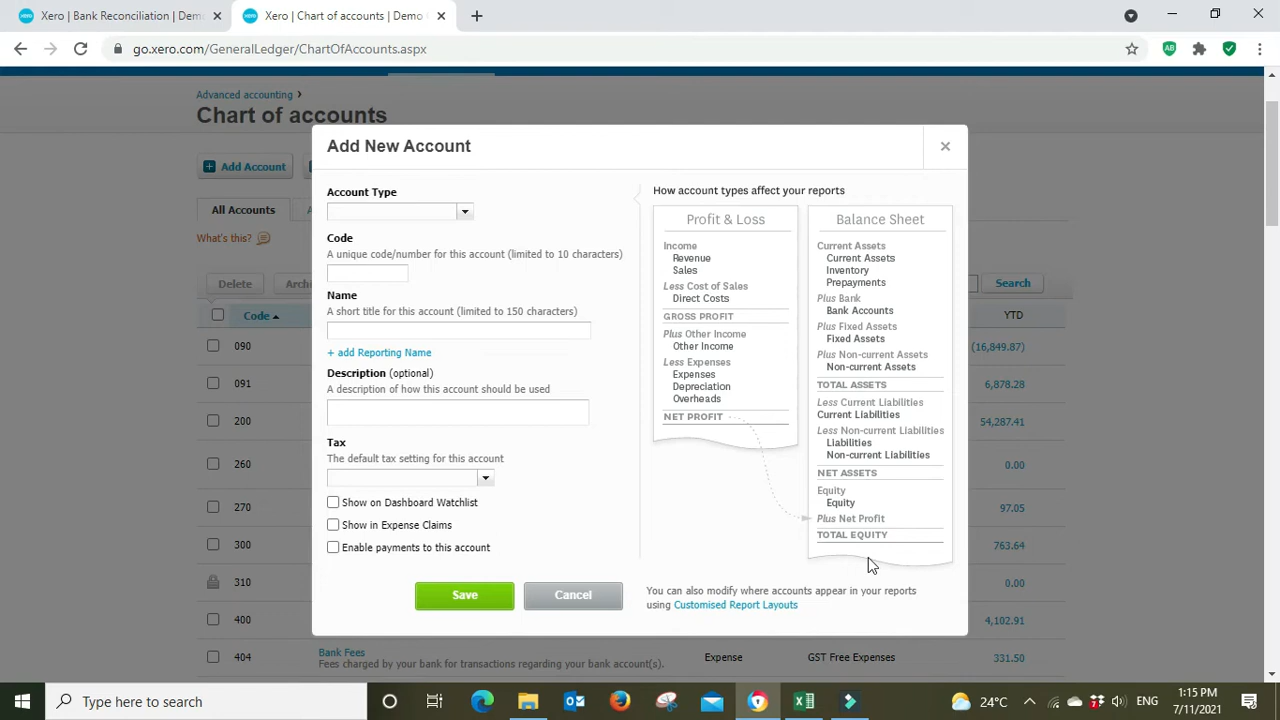 Xero | Bank Reconciliation | Demo
Xero | Chart of accounts | Demo
go.xero.com/GeneralLedger/ChartOfAccounts.aspx
Advanced accounting ›
Chart of accounts
Add Account
All Accounts
What's this?
Delete
Archi
Search
Code
YTD
090
(16,849.87)
091
6,878.28
200
54,287.41
260
0.00
270
97.05
300
763.64
310
0.00
400
4,102.91
404
Bank Fees
Fees charged by your bank for transactions regarding your bank account(s).
Expense
GST Free Expenses
331.50
Add New Account
Account Type
Code
A unique code/number for this account (limited to 10 characters)
Name
A short title for this account (limited to 150 characters)
+ add Reporting Name
Description (optional)
A description of how this account should be used
Tax
The default tax setting for this account
Show on Dashboard Watchlist
Show in Expense Claims
Enable payments to this account
Save
Cancel
How account types affect your reports
Profit & Loss
Income
Revenue
Sales
Less Cost of Sales
Direct Costs
GROSS PROFIT
Plus Other Income
Other Income
Less Expenses
Expenses
Depreciation
Overheads
NET PROFIT
Balance Sheet
Current Assets
Current Assets
Inventory
Prepayments
Plus Bank
Bank Accounts
Plus Fixed Assets
Fixed Assets
Plus Non-current Assets
Non-current Assets
TOTAL ASSETS
Less Current Liabilities
Current Liabilities
Less Non-current Liabilities
Liabilities
Non-current Liabilities
NET ASSETS
Equity
Equity
Plus Net Profit
TOTAL EQUITY
You can also modify where accounts appear in your reports
using Customised Report Layouts
Type here to search
24°C
ENG
1:15 PM
7/11/2021